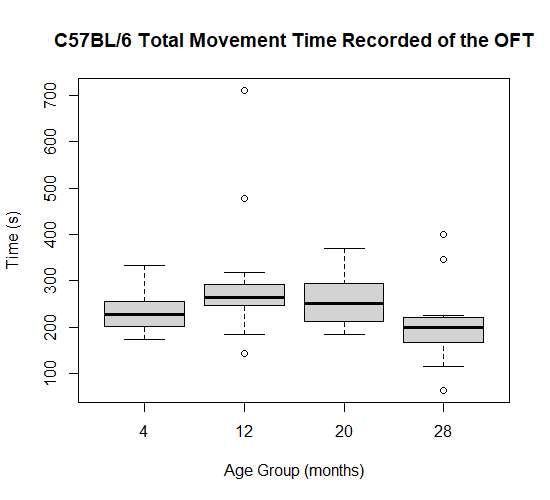 C57BL/6 Total Movement Time Recorded of the OFT
700
600
500
400
300
200
100
Time (s)
4 12 20 28
Age Group (months)